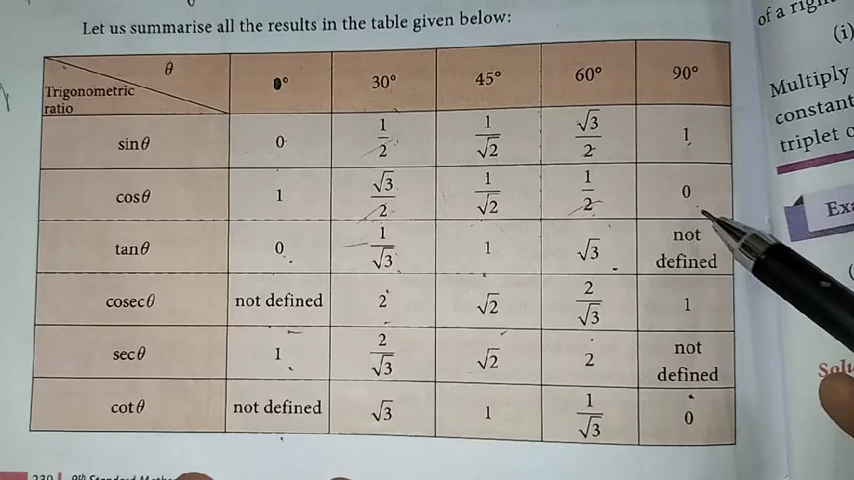 Let us summarise all the results in the table given below:
θ
Trigonometric
ratio
0° 30° 45° 60° 90°
sinθ 0 1/2 1/√2 √3/2 1
cosθ 1 √3/2 1/√2 1/2 0
tanθ 0 1/√3 1 √3 not defined
cosecθ not defined 2 √2 2/√3 1
secθ 1 2/√3 √2 2 not defined
cotθ not defined √3 1 1/√3 0
of a
(i)
Multiply
constant
triplet